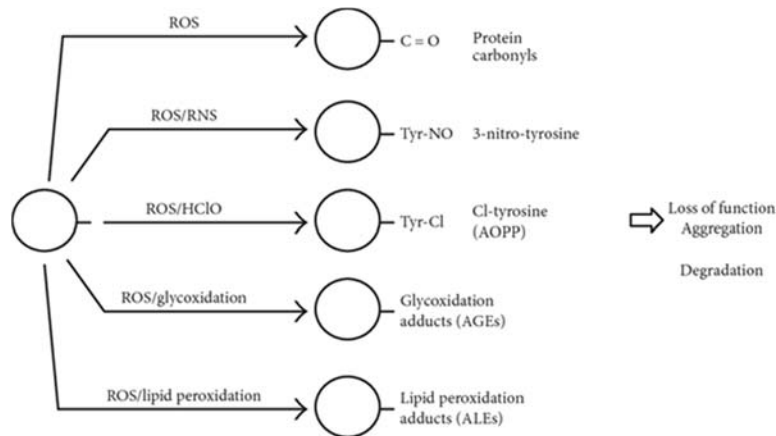 ROS
C = O
Protein
carbonyls
ROS/RNS
Tyr-NO
3-nitro-tyrosine
ROS/HClO
Tyr-Cl
Cl-tyrosine
(AOPP)
Loss of function
Aggregation
Degradation
ROS/glycoxidation
Glycoxidation
adducts (AGEs)
ROS/lipid peroxidation
Lipid peroxidation
adducts (ALEs)